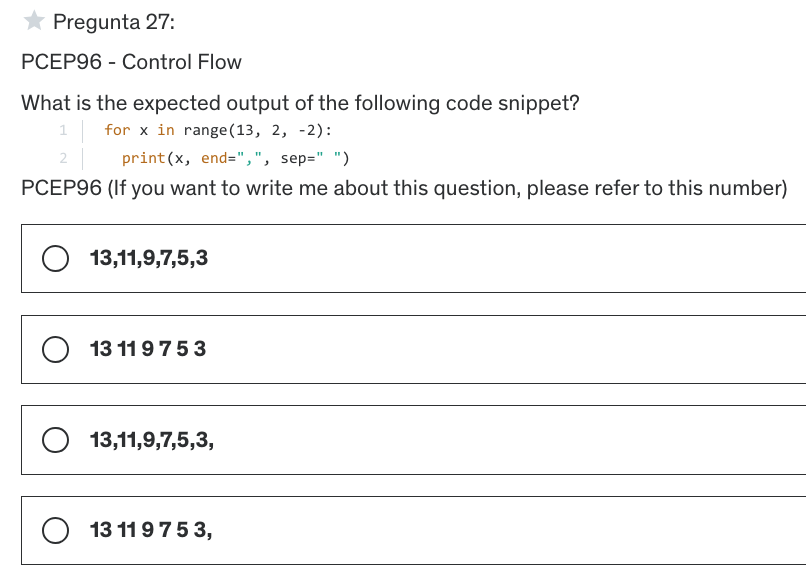 Pregunta 27:
PCEP96 - Control Flow
What is the expected output of the following code snippet?
1 for x in range(13, 2, -2):
2 print(x, end=",", sep=" ")
PCEP96 (If you want to write me about this question, please refer to this number)
13,11,9,7,5,3
13 11 9 7 5 3
13,11,9,7,5,3,
13 11 9 7 5 3,